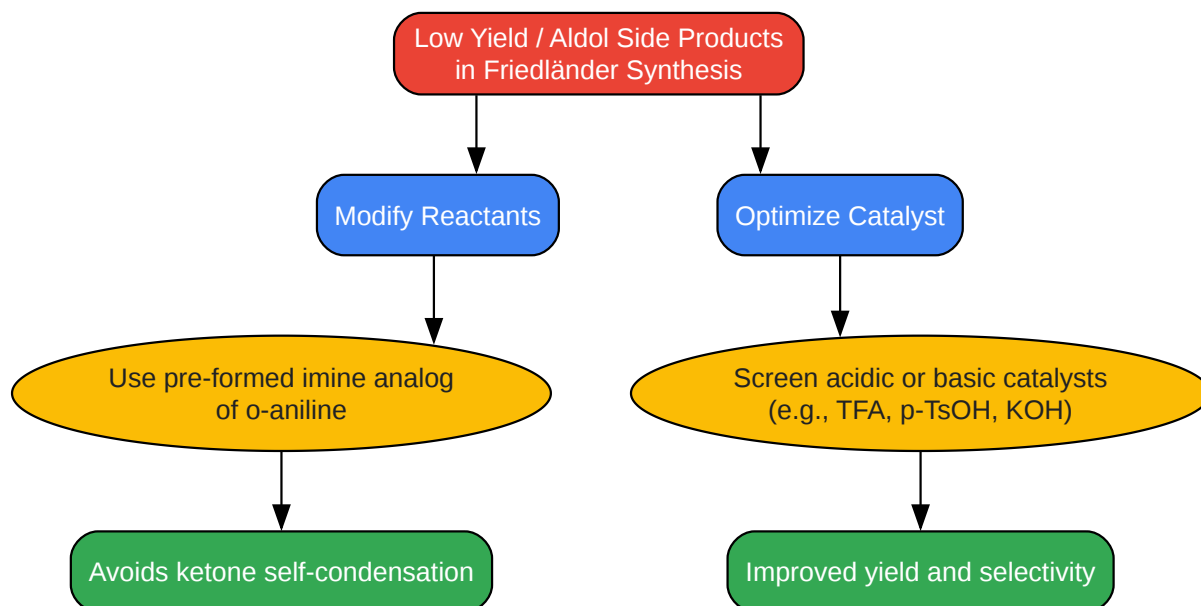 Low Yield / Aldol Side Products
in Friedländer Synthesis
Modify Reactants
Optimize Catalyst
Use pre-formed imine analog
of o-aniline
Screen acidic or basic catalysts
(e.g., TFA, p-TsOH, KOH)
Avoids ketone self-condensation
Improved yield and selectivity